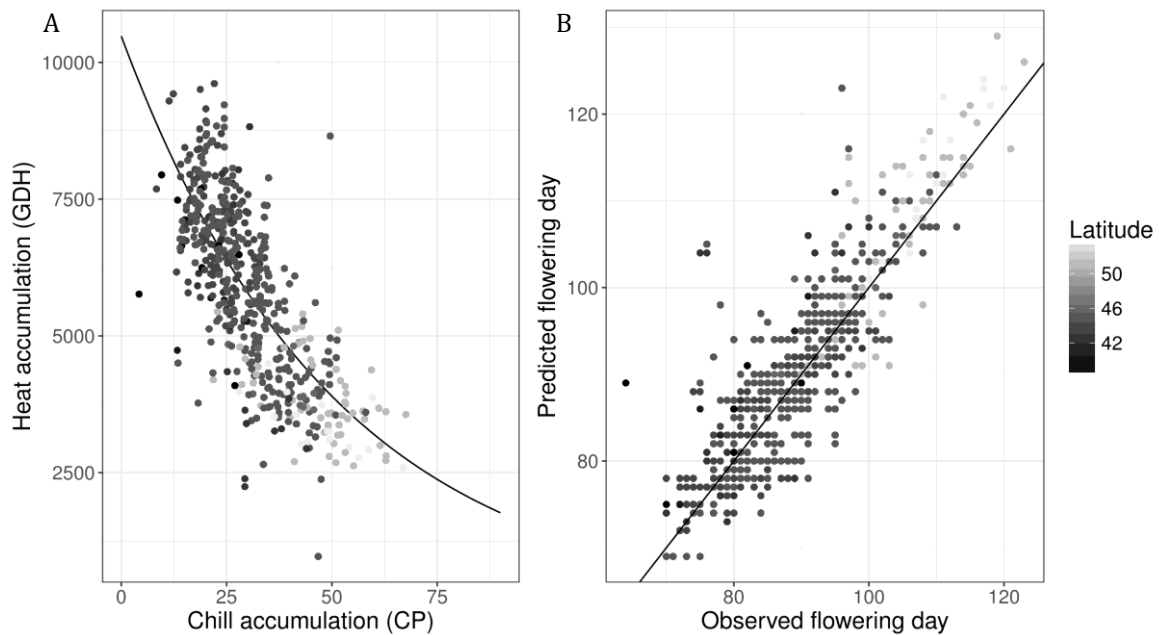 A
Heat accumulation (GDH)
10000
7500
5000
2500
0
25
50
75
Chill accumulation (CP)
B
Predicted flowering day
120
100
80
80
100
120
Observed flowering day
Latitude
50
46
42